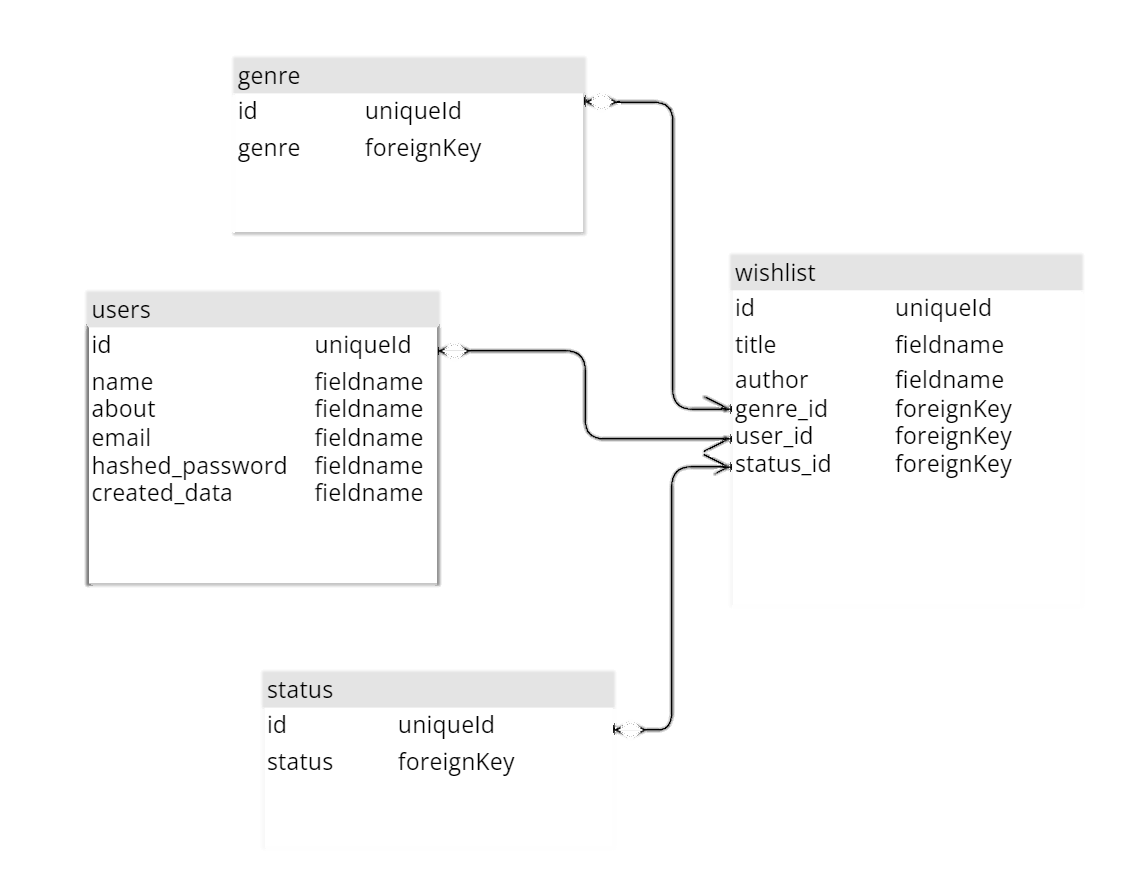 genre
id uniqueId
genre foreignKey
users
id uniqueId
name fieldname
about fieldname
email fieldname
hashed_password fieldname
created_data fieldname
wishlist
id uniqueId
title fieldname
author fieldname
genre_id foreignKey
user_id foreignKey
status_id foreignKey
status
id uniqueId
status foreignKey